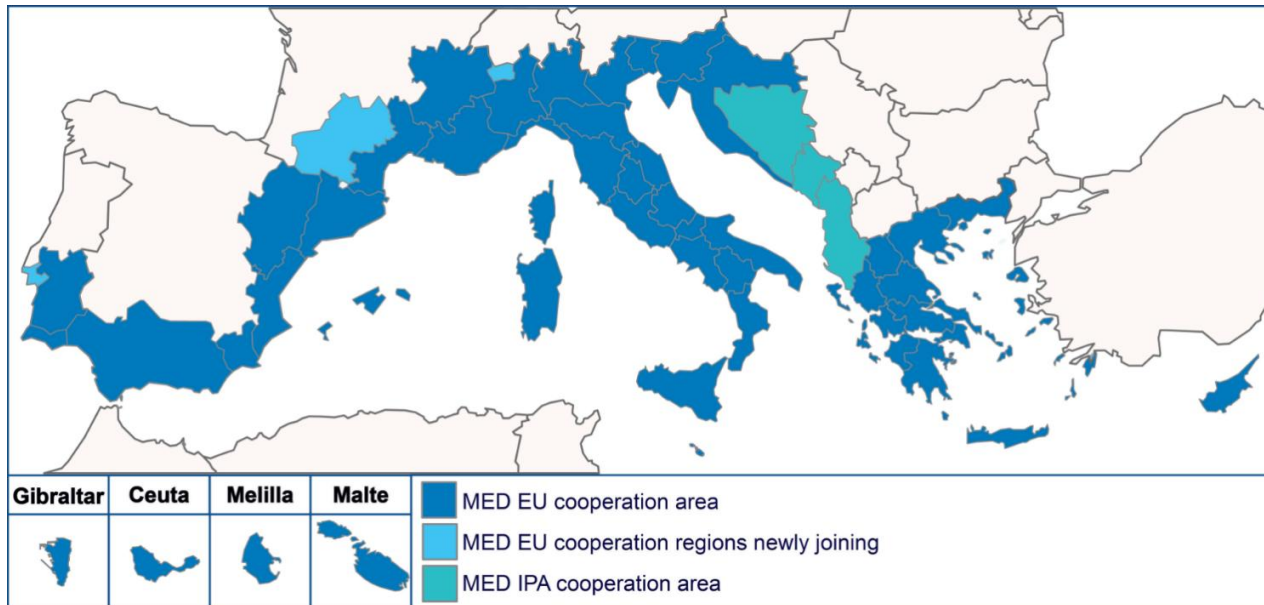 Gibraltar
Ceuta
Melilla
Malte
MED EU cooperation area
MED EU cooperation regions newly joining
MED IPA cooperation area